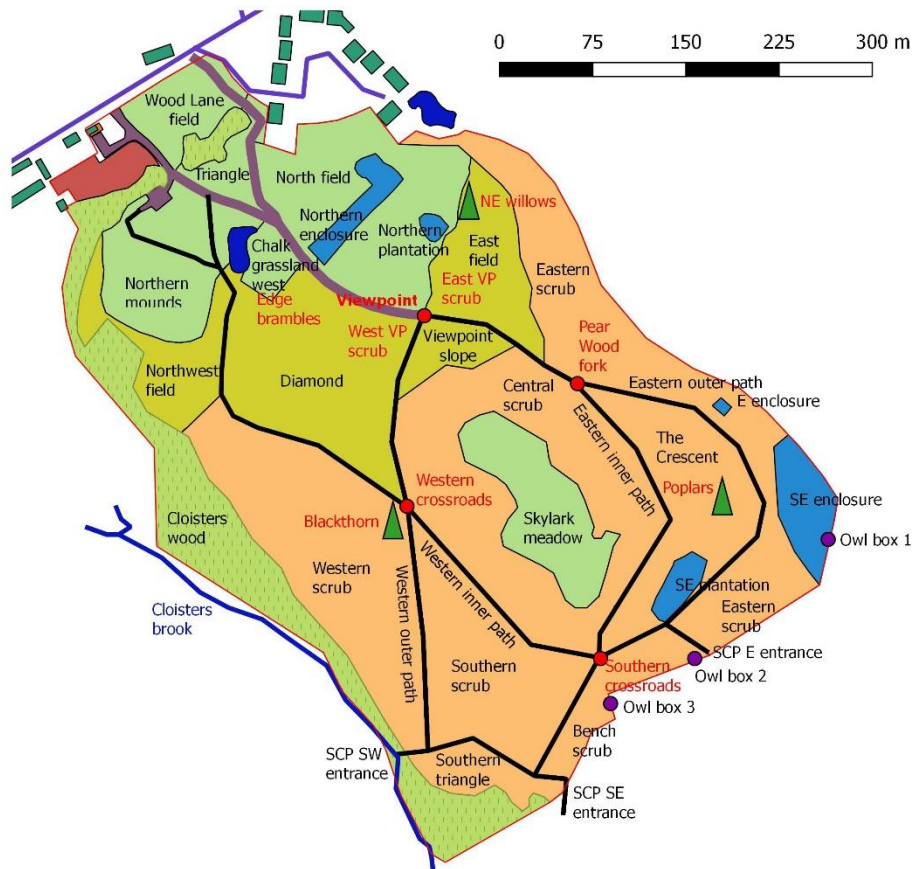 0 75 150 225 300 m
Wood Lane
field
Triangle
North field
Northern
enclosure
NE willows
Northern
plantation
Chalk
grassland
west
East
field
Eastern
scrub
Northern
mounds
Edge
brambles
Viewpoint
East VP
scrub
West VP
scrub
Viewpoint
slope
Pear
Wood
fork
Northwest
field
Diamond
Central
scrub
Eastern outer path
E enclosure
Eastern inner path
The
Crescent
Western
crossroads
Poplars
SE enclosure
Blackthorn
Skylark
meadow
Owl box 1
Cloisters
wood
Western
scrub
Western outer path
Western inner path
SE plantation
Cloisters
brook
Eastern
scrub
SCP E entrance
Southern
scrub
Southern
crossroads
Owl box 2
Owl box 3
Bench
scrub
SCP SW
entrance
Southern
triangle
SCP SE
entrance